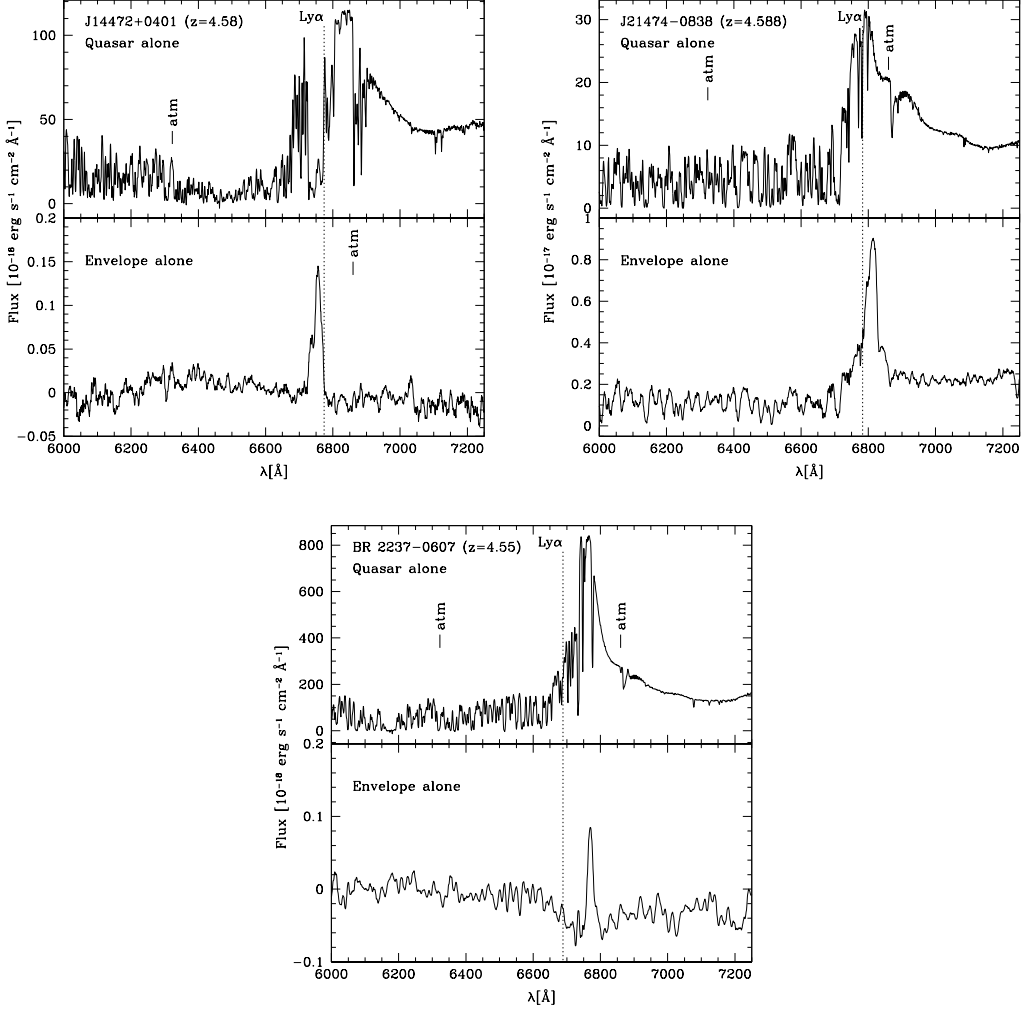 J14472+0401 (z=4.58)
Lyα
Quasar alone
atm
100
50
0
0.2
Envelope alone
atm
0.15
0.1
0.05
0
−0.05
Flux [10⁻¹⁸ erg s⁻¹ cm⁻² Å⁻¹]
6000 6200 6400 6600 6800 7000 7200
λ[Å]
J21474−0838 (z=4.588)
Lyα
Quasar alone
atm
atm
30
20
10
0
1
Envelope alone
0.8
0.6
0.4
0.2
0
Flux [10⁻¹⁷ erg s⁻¹ cm⁻² Å⁻¹]
6000 6200 6400 6600 6800 7000 7200
λ[Å]
BR 2237−0607 (z=4.55)
Lyα
Quasar alone
atm
atm
800
600
400
200
0
0.2
Envelope alone
0.1
0
−0.1
Flux [10⁻¹⁸ erg s⁻¹ cm⁻² Å⁻¹]
6000 6200 6400 6600 6800 7000 7200
λ[Å]